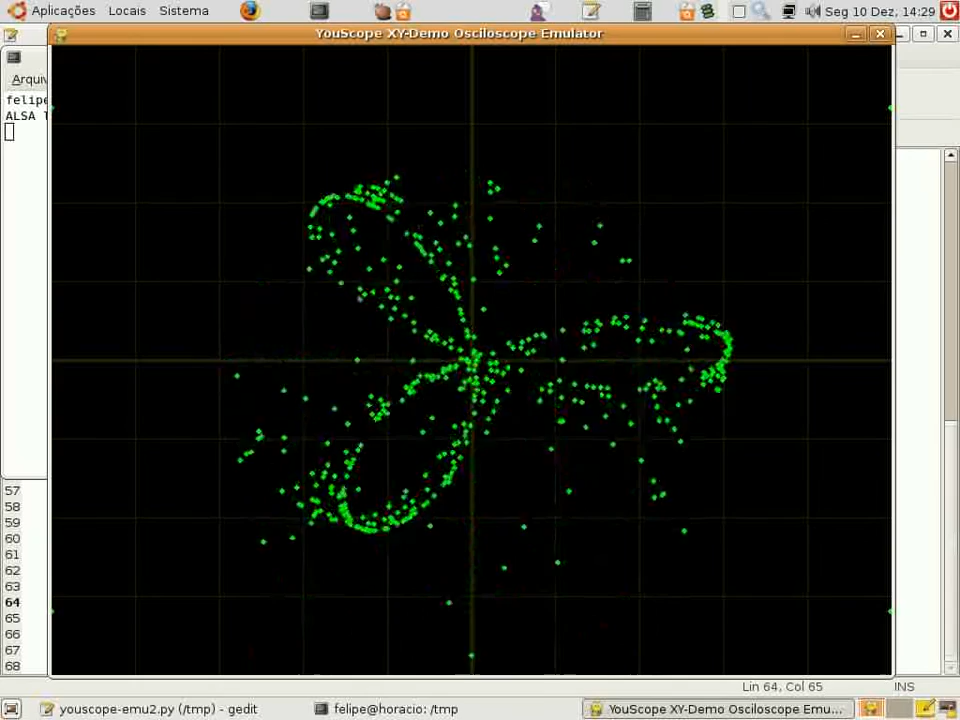 Aplicações Locais Sistema Seg 10 Dez, 14:29
YouScope XY-Demo Osciloscope Emulator
Arquiv
felipe
ALSA
57
58
59
60
61
62
63
64
65
66
67
68
Lin 64, Col 65 INS
youscope-emu2.py (/tmp) - gedit felipe@horacio: /tmp YouScope XY-Demo Osciloscope Emu...